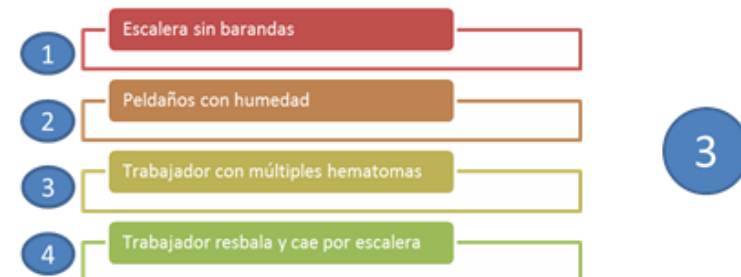 1 Escalera sin barandas
2 Peldaños con humedad
3 Trabajador con múltiples hematomas
4 Trabajador resbala y cae por escalera
3